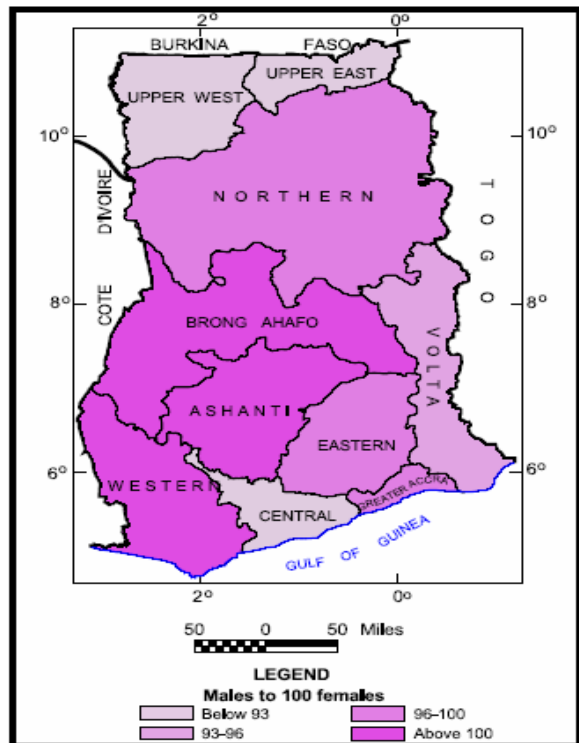 2° 0°
BURKINA FASO
UPPER EAST
UPPER WEST
10° 10°
D'IVOIRE
NORTHERN
TOGO
COTE
8° 8°
BRONG AHAFO
VOLTA
ASHANTI
EASTERN
6° 6°
WESTERN
GREATER ACCRA
CENTRAL
GULF OF GUINEA
2° 0°
50 0 50 Miles
LEGEND
Males to 100 females
Below 93 96-100
93-96 Above 100